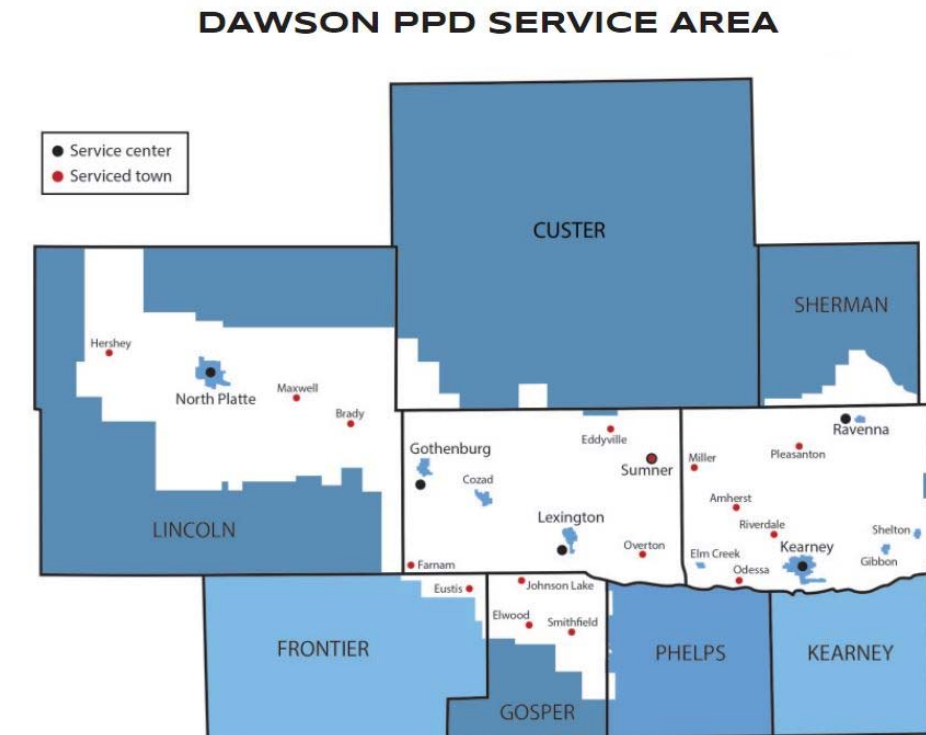 DAWSON PPD SERVICE AREA
Service center
Serviced town
CUSTER
SHERMAN
Hershey
North Platte
Maxwell
Brady
LINCOLN
Gothenburg
Cozad
Eddyville
Sumner
Lexington
Overton
Farnam
Miller
Pleasanton
Ravenna
Amherst
Riverdale
Kearney
Elm Creek
Odessa
Shelton
Gibbon
Eustis
Johnson Lake
Elwood
Smithfield
FRONTIER
GOSPER
PHELPS
KEARNEY